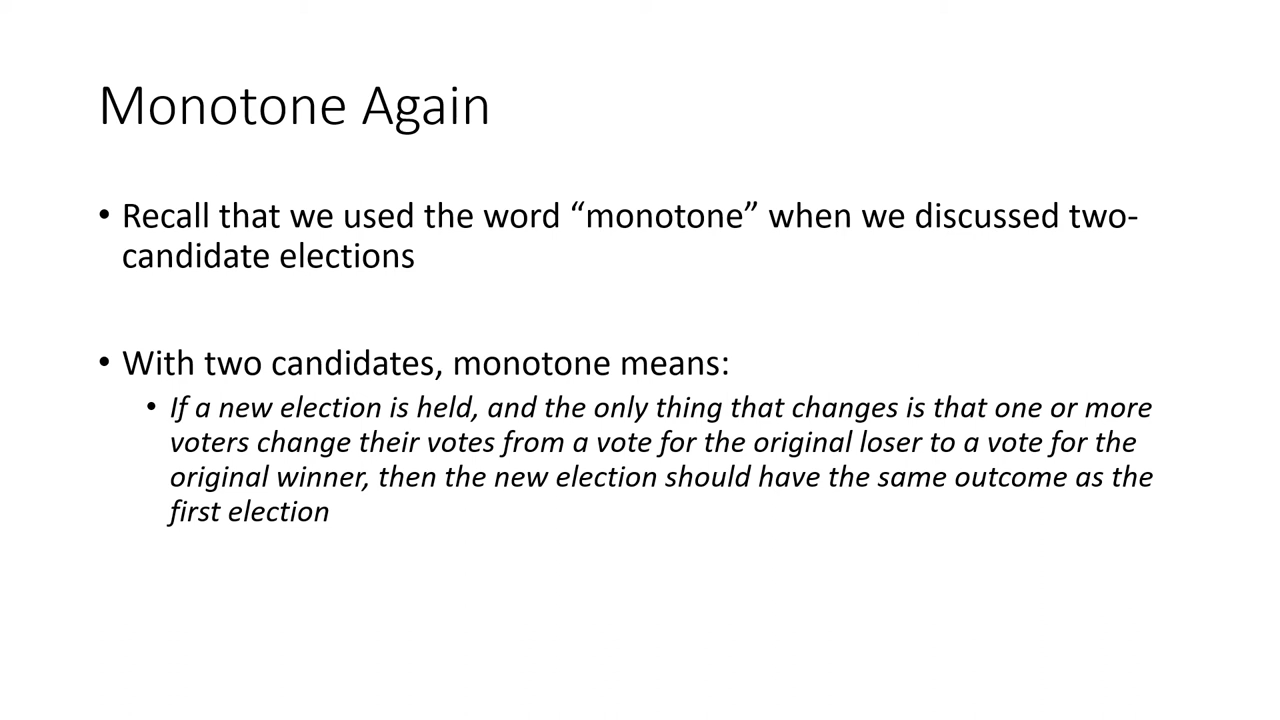 Monotone Again
• Recall that we used the word “monotone” when we discussed two-
candidate elections
• With two candidates, monotone means:
• If a new election is held, and the only thing that changes is that one or more
voters change their votes from a vote for the original loser to a vote for the
original winner, then the new election should have the same outcome as the
first election